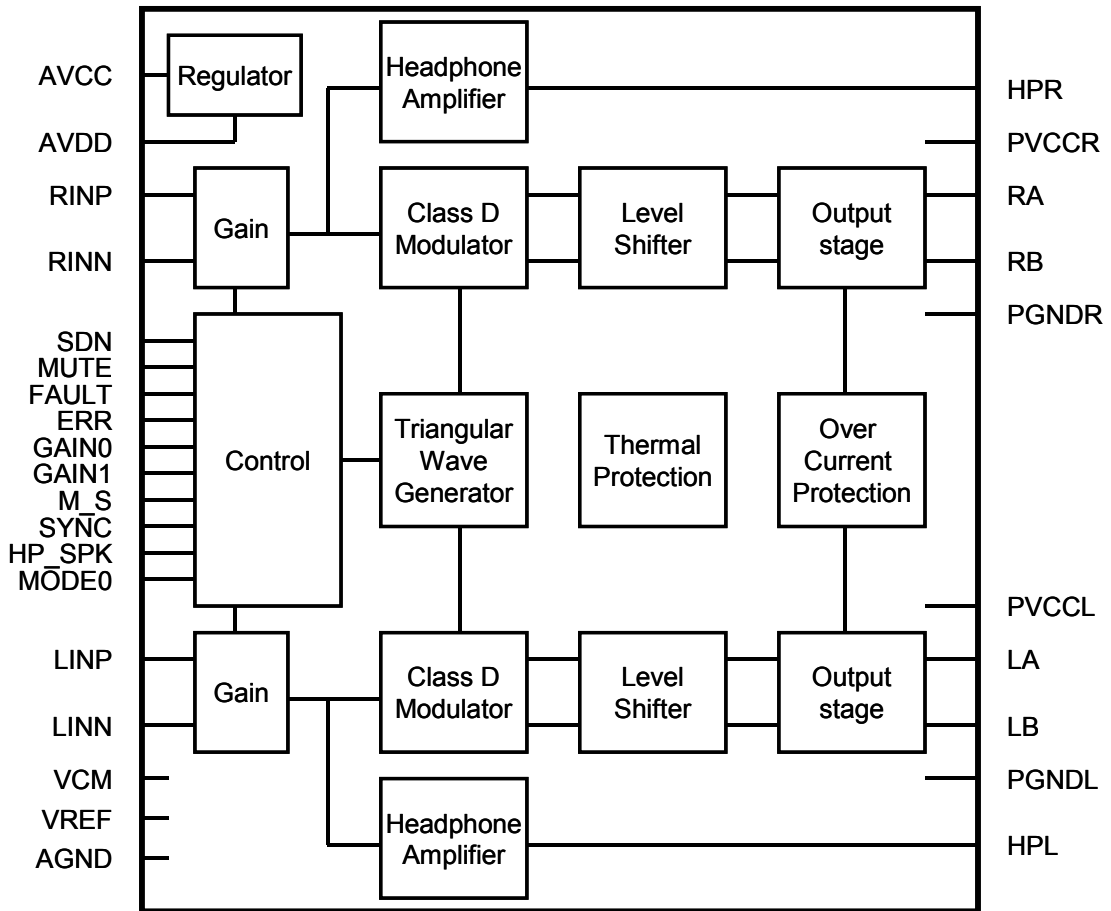 AVCC
Regulator
Headphone
Amplifier
HPR
AVDD
PVCCR
RINP
Gain
Class D
Modulator
Level
Shifter
Output
stage
RA
RINN
RB
PGNDR
SDN
MUTE
FAULT
ERR
GAIN0
GAIN1
M_S
SYNC
HP_SPK
MODE0
Control
Triangular
Wave
Generator
Thermal
Protection
Over
Current
Protection
PVCCL
LINP
Gain
Class D
Modulator
Level
Shifter
Output
stage
LA
LINN
LB
VCM
PGNDL
VREF
Headphone
Amplifier
HPL
AGND